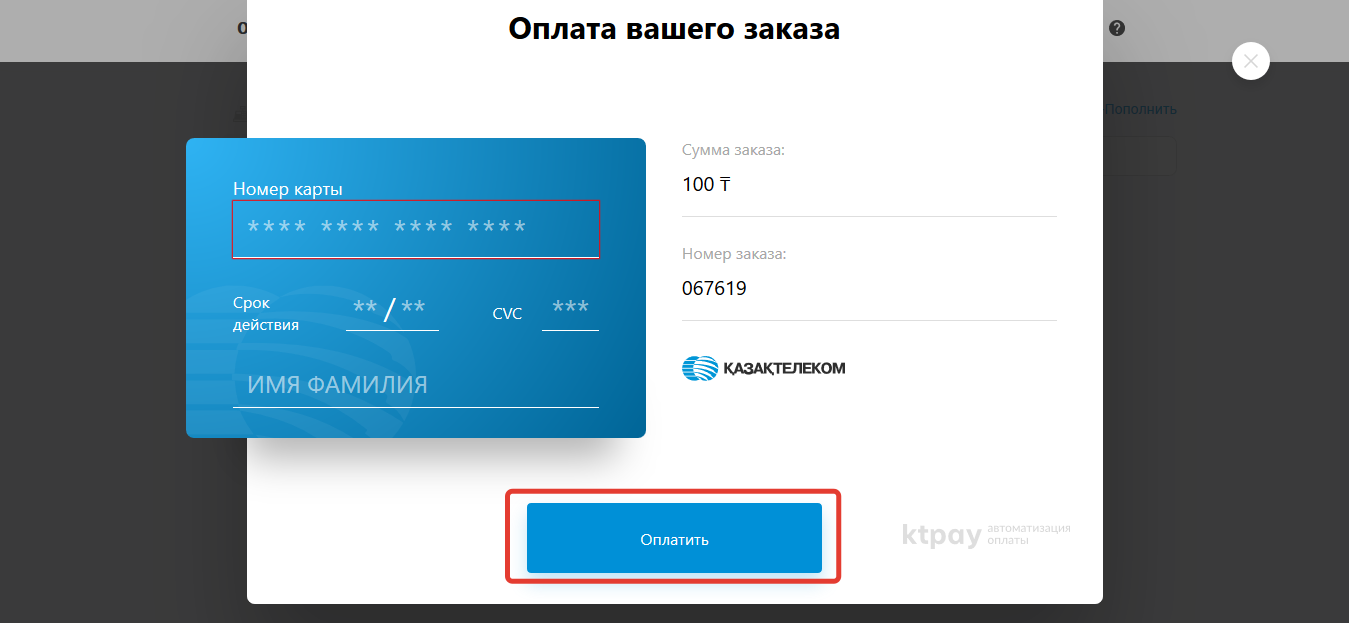 Оплата вашего заказа
Пополнить
Номер карты
**** **** **** ****
Срок
действия
**/**
CVC
***
ИМЯ ФАМИЛИЯ
Сумма заказа:
100 ₸
Номер заказа:
067619
ҚАЗАҚТЕЛЕКОМ
Оплатить
ktpay
автоматизация
оплаты